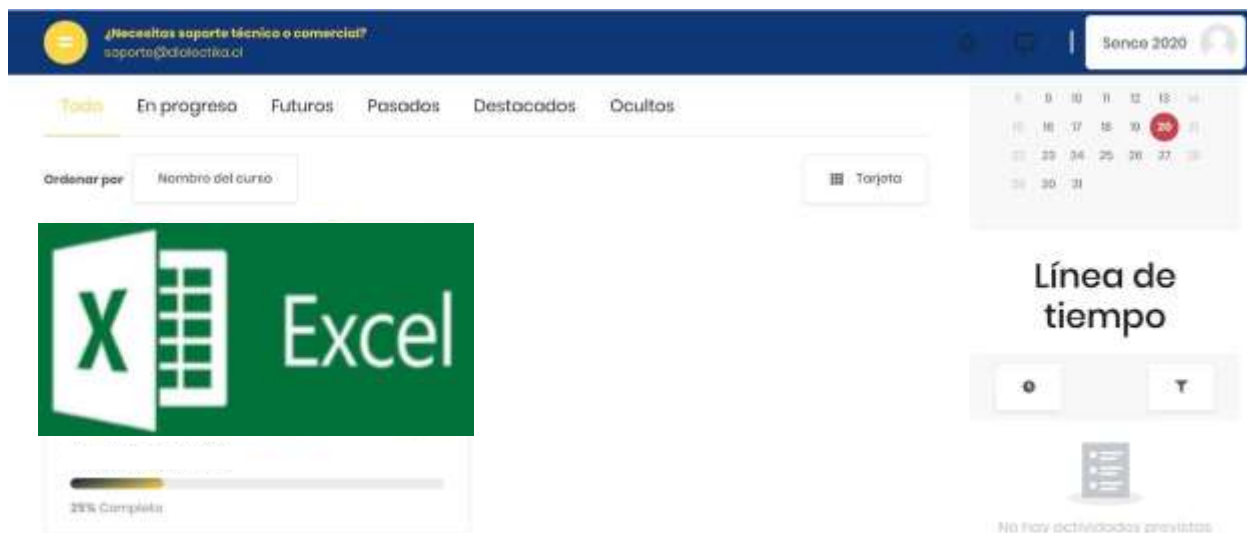 ¿Necesitas soporte técnico o comercial?
soporte@dialectika.cl
Sence 2020
Todo En progreso Futuros Pasados Destacados Ocultos
9 10 11 12 13
16 17 18 19 20
Ordenar por Nombre del curso Tarjeta
23 24 25 26 27
30 31
X Excel
Línea de
tiempo
25% Completo
No hay actividades previstas